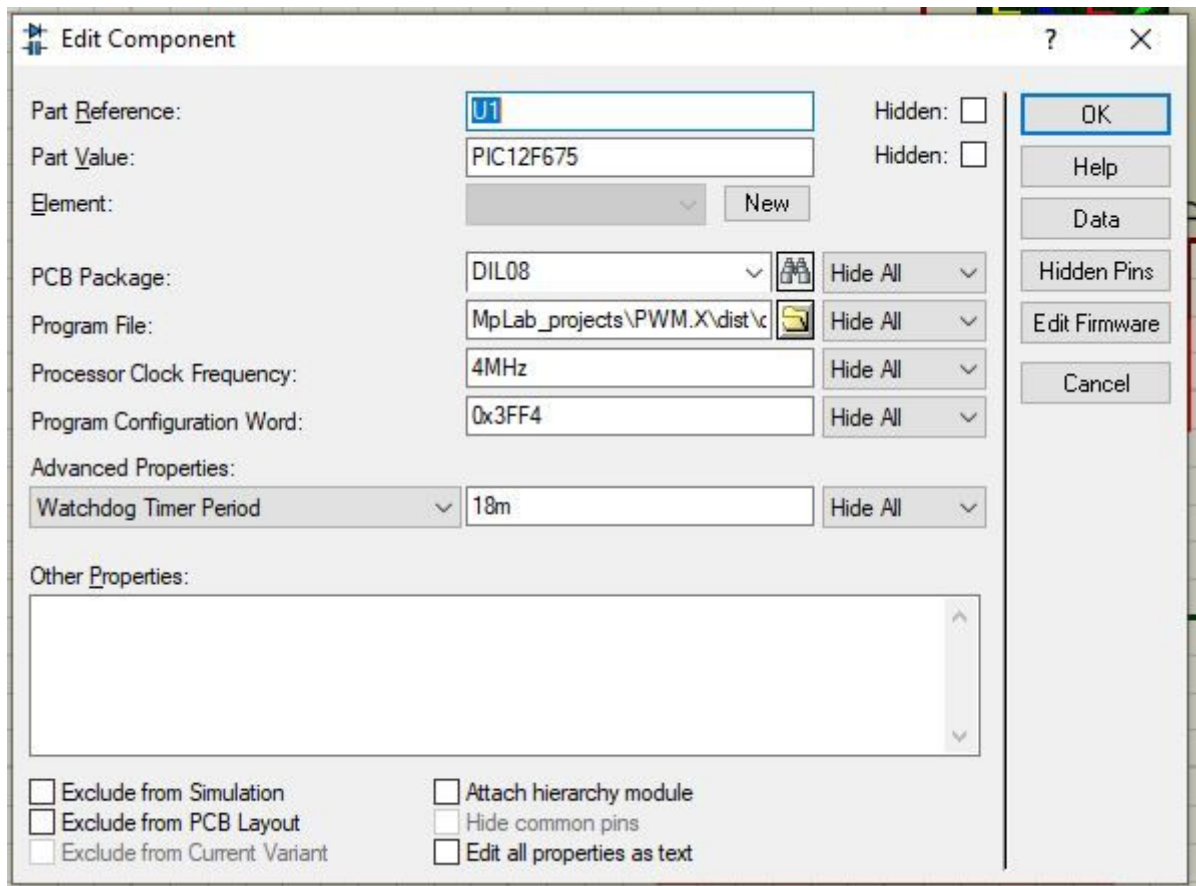 Edit Component ? ×
Part Reference: U1 Hidden: OK
Part Value: PIC12F675 Hidden: Help
Element: New Data
PCB Package: DIL08 Hide All Hidden Pins
Program File: MpLab_projects\PWM.X\dist\c Hide All Edit Firmware
Processor Clock Frequency: 4MHz Hide All Cancel
Program Configuration Word: 0x3FF4 Hide All
Advanced Properties:
Watchdog Timer Period 18m Hide All
Other Properties:
Exclude from Simulation Attach hierarchy module
Exclude from PCB Layout Hide common pins
Exclude from Current Variant Edit all properties as text